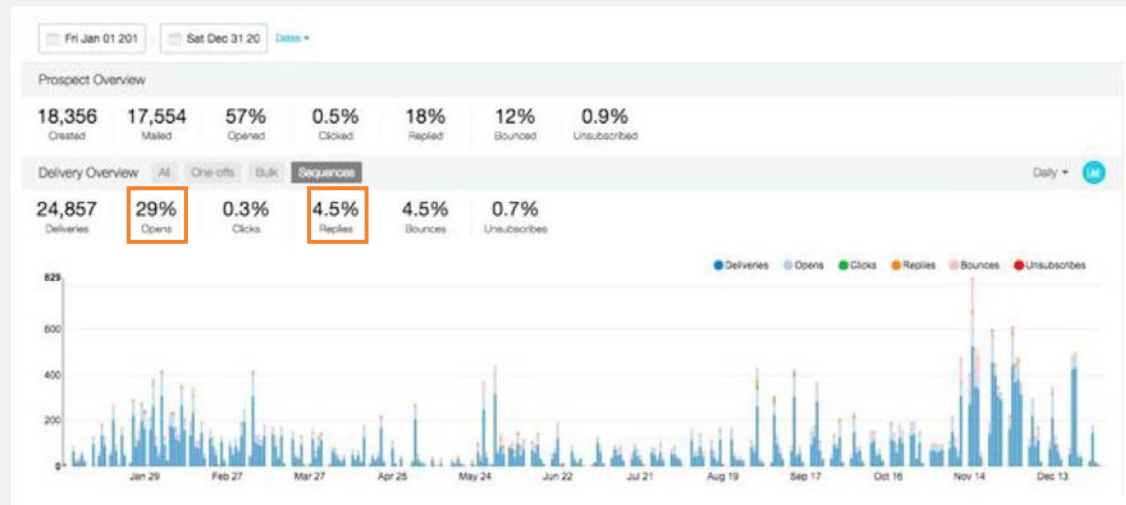 Fri Jan 01 201 Sat Dec 31 20 Dates
Prospect Overview
18,356 17,554 57% 0.5% 18% 12% 0.9%
Created Mailed Opened Clicked Replied Bounced Unsubscribed
Delivery Overview All One-offs Bulk Sequences Daily
24,857 29% 0.3% 4.5% 4.5% 0.7%
Deliveries Opens Clicks Replies Bounces Unsubscribes
Deliveries Opens Clicks Replies Bounces Unsubscribes
829
600
400
200
0
Jan 29 Feb 27 Mar 27 Apr 25 May 24 Jun 22 Jul 21 Aug 19 Sep 17 Oct 16 Nov 14 Dec 13